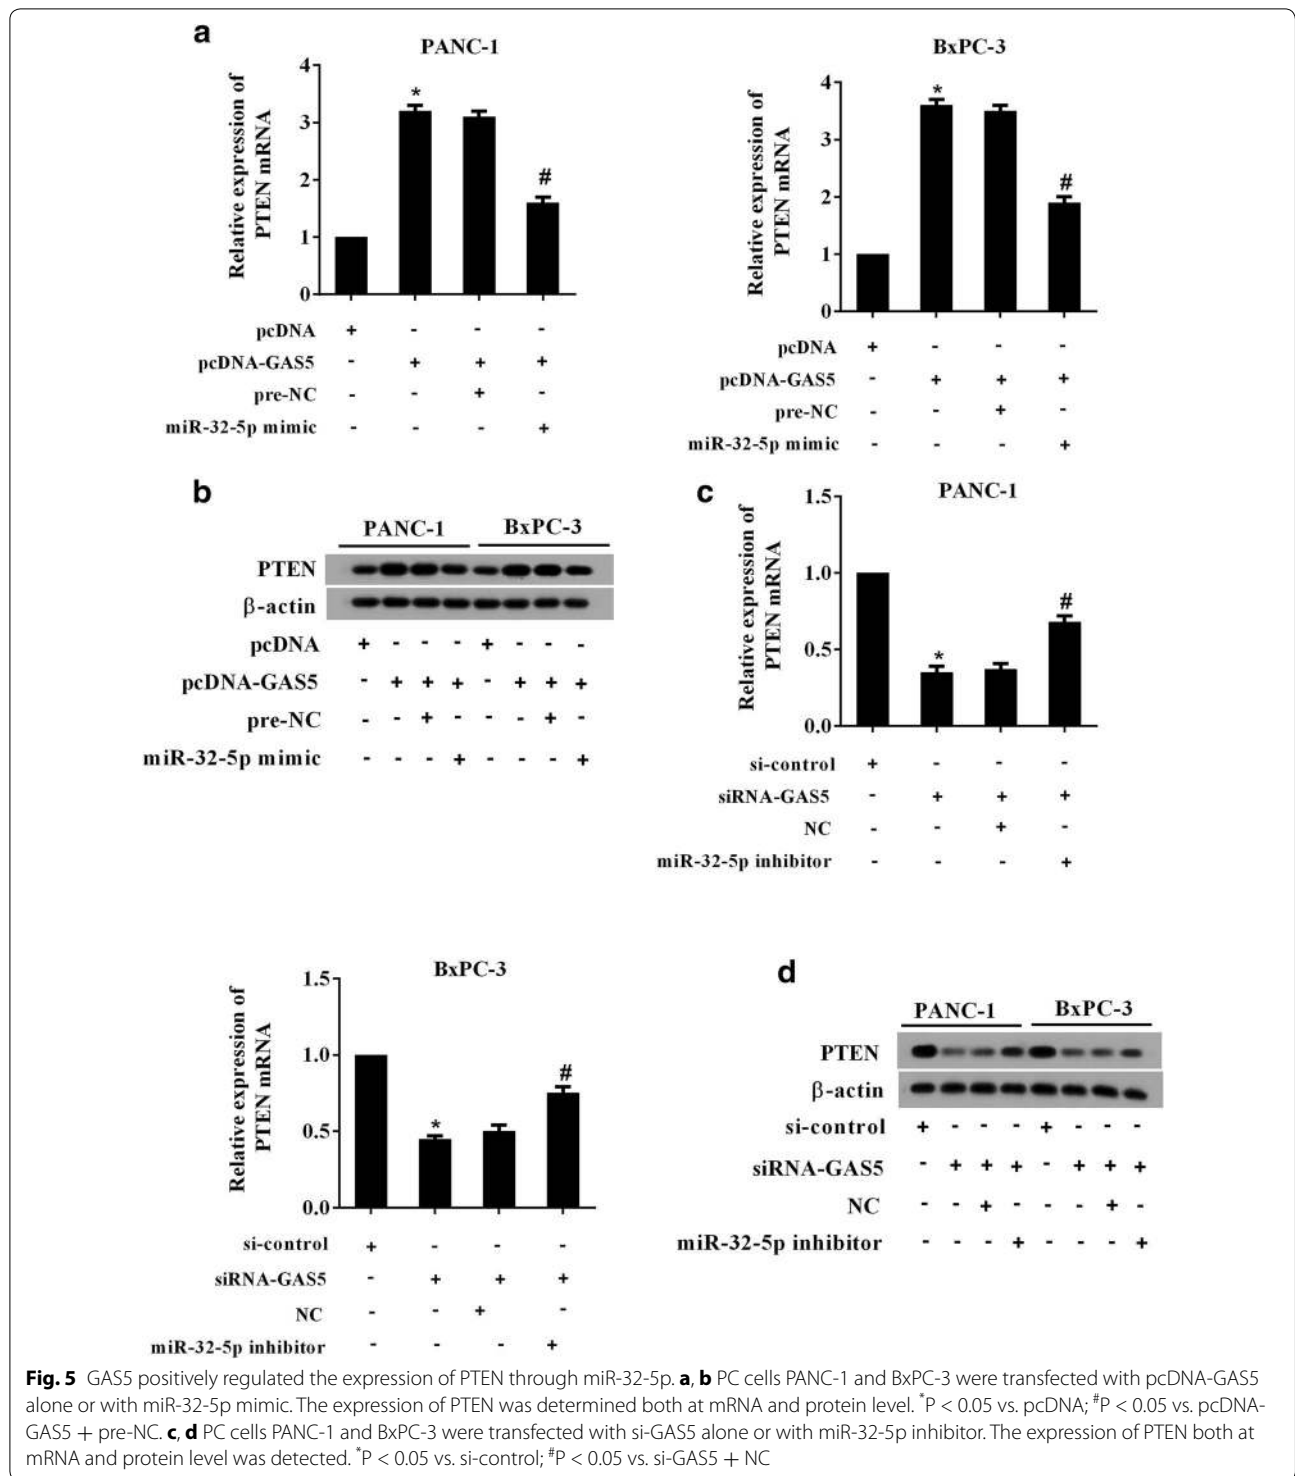 a
PANC-1
Relative expression of
PTEN mRNA
4
3
2
1
0
*
#
pcDNA + - - -
pcDNA-GAS5 - + + +
pre-NC - - + -
miR-32-5p mimic - - - +
BxPC-3
Relative expression of
PTEN mRNA
4
3
2
1
0
*
#
pcDNA + - - -
pcDNA-GAS5 - + + +
pre-NC - - + -
miR-32-5p mimic - - - +
b
PANC-1 BxPC-3
PTEN
β-actin
pcDNA + - - - + - - -
pcDNA-GAS5 - + + + - + + +
pre-NC - - + - - - + -
miR-32-5p mimic - - - + - - - +
c
PANC-1
Relative expression of
PTEN mRNA
1.5
1.0
0.5
0.0
*
#
si-control + - - -
siRNA-GAS5 - + + +
NC - - + -
miR-32-5p inhibitor - - - +
BxPC-3
Relative expression of
PTEN mRNA
1.5
1.0
0.5
0.0
*
#
si-control + - - -
siRNA-GAS5 - + + +
NC - - + -
miR-32-5p inhibitor - - - +
d
PANC-1 BxPC-3
PTEN
β-actin
si-control + - - - + - - -
siRNA-GAS5 - + + + - + + +
NC - - + - - - + -
miR-32-5p inhibitor - - - + - - - +
Fig. 5 GAS5 positively regulated the expression of PTEN through miR-32-5p. a, b PC cells PANC-1 and BxPC-3 were transfected with pcDNA-GAS5
alone or with miR-32-5p mimic. The expression of PTEN was determined both at mRNA and protein level. *P < 0.05 vs. pcDNA; #P < 0.05 vs. pcDNA-
GAS5 + pre-NC. c, d PC cells PANC-1 and BxPC-3 were transfected with si-GAS5 alone or with miR-32-5p inhibitor. The expression of PTEN both at
mRNA and protein level was detected. *P < 0.05 vs. si-control; #P < 0.05 vs. si-GAS5 + NC